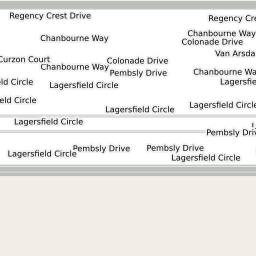 Regency Crest Drive
Regency Cre
Chanbourne Way
Chanbourne Way
Colonade Drive
Van Arsda
Curzon Court
Colonade Drive
Chanbourne Way
Pembsly Drive
Chanbourne Wa
eld Circle
Lagersfield Circle
Lagersfie
eld Circle
Lagersfield Circle
Lagersfield Circle
Lagersfield Circle
Pembsly Driv
Pembsly Drive
Pembsly Drive
Lagersfield Circle
Lagersfield Circle